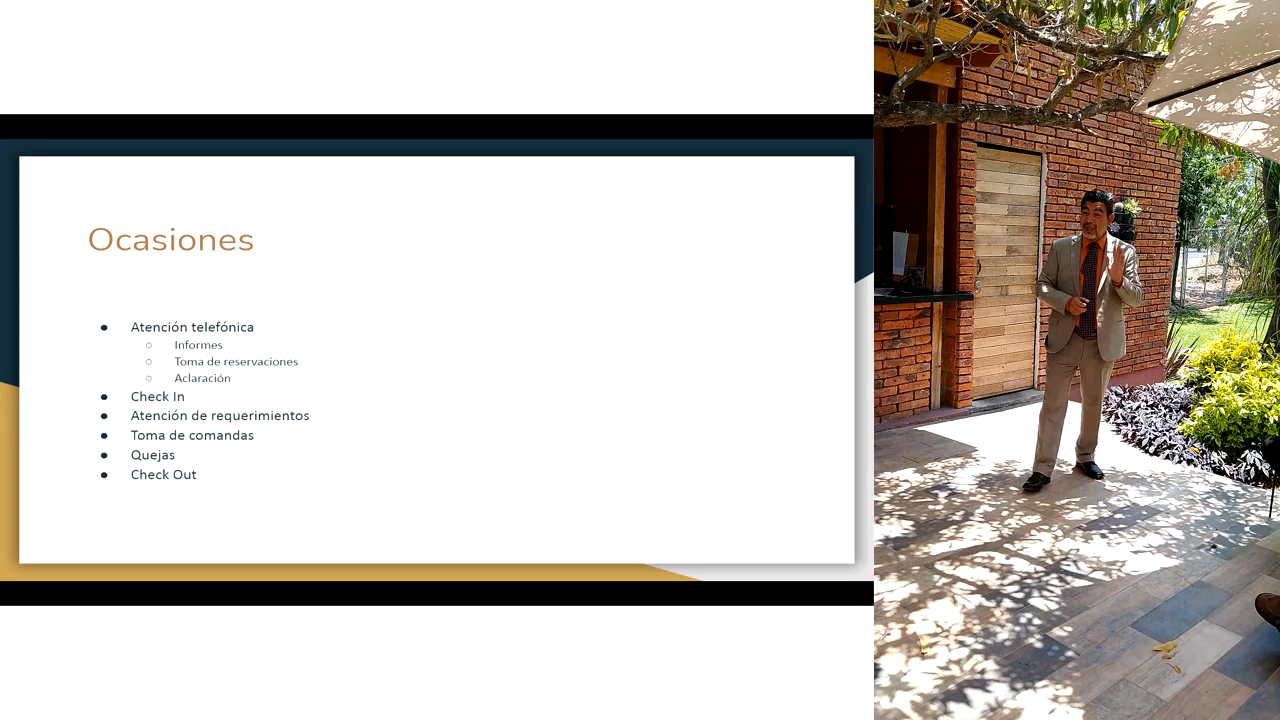 Ocasiones
● Atención telefónica
○ Informes
○ Toma de reservaciones
○ Aclaración
● Check In
● Atención de requerimientos
● Toma de comandas
● Quejas
● Check Out